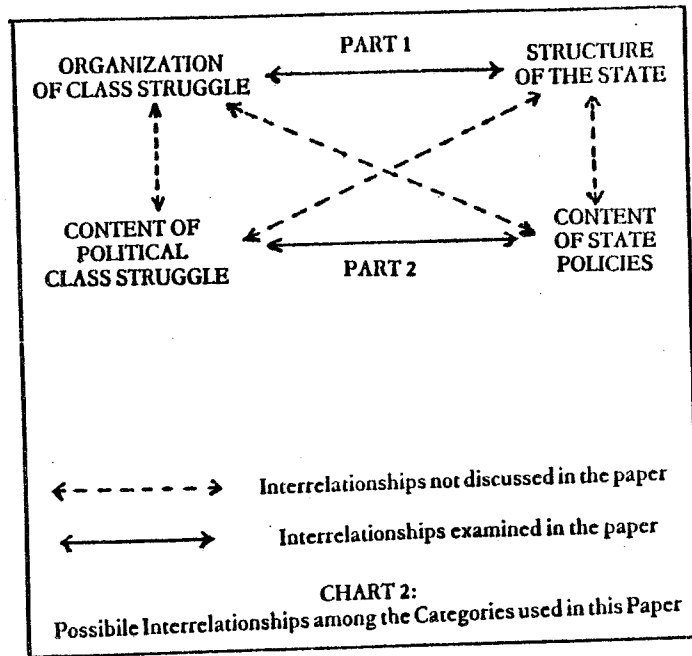 PART 1
ORGANIZATION
OF CLASS STRUGGLE
STRUCTURE
OF THE STATE
CONTENT OF
POLITICAL
CLASS STRUGGLE
PART 2
CONTENT
OF STATE
POLICIES
Interrelationships not discussed in the paper
Interrelationships examined in the paper
CHART 2:
Possibile Interrelationships among the Categories used in this Paper